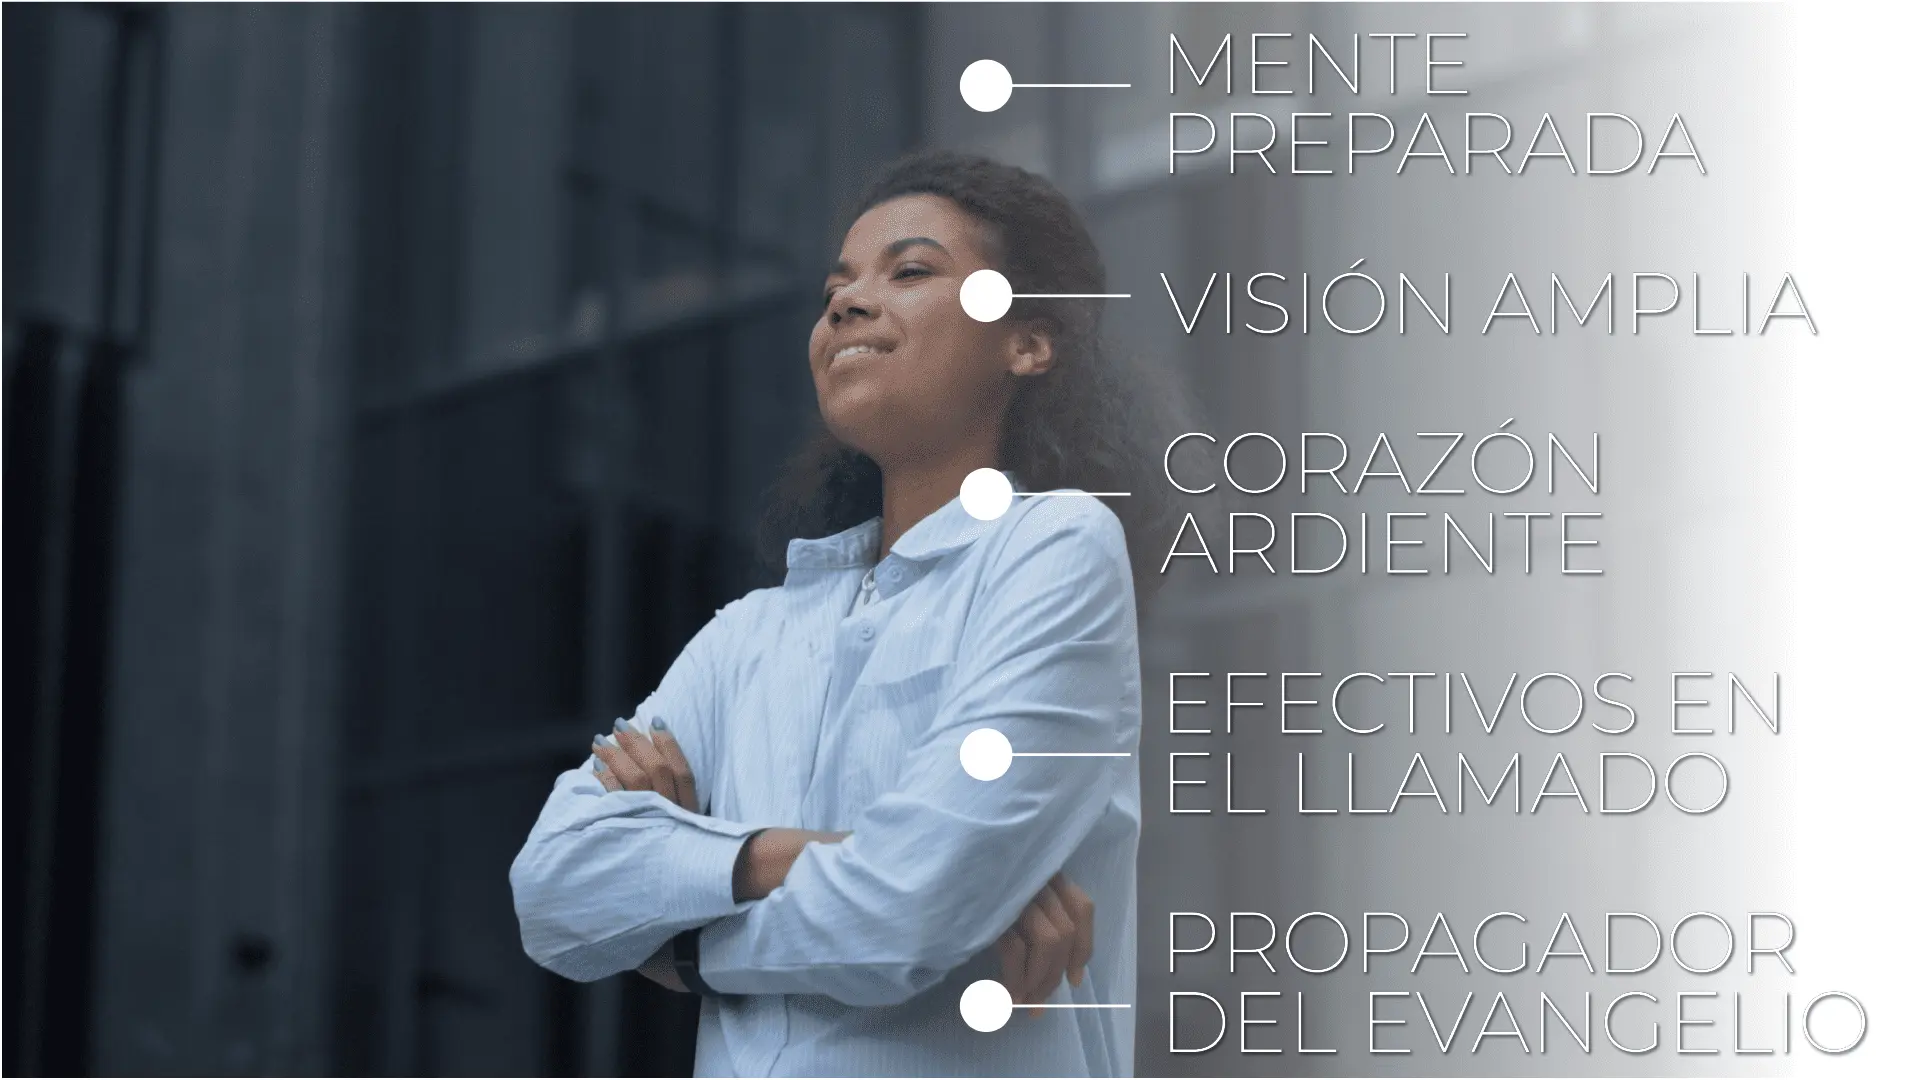 MENTE
PREPARADA
VISIÓN AMPLIA
CORAZÓN
ARDIENTE
EFECTIVOS EN
EL LLAMADO
PROPAGADOR
DEL EVANGELIO